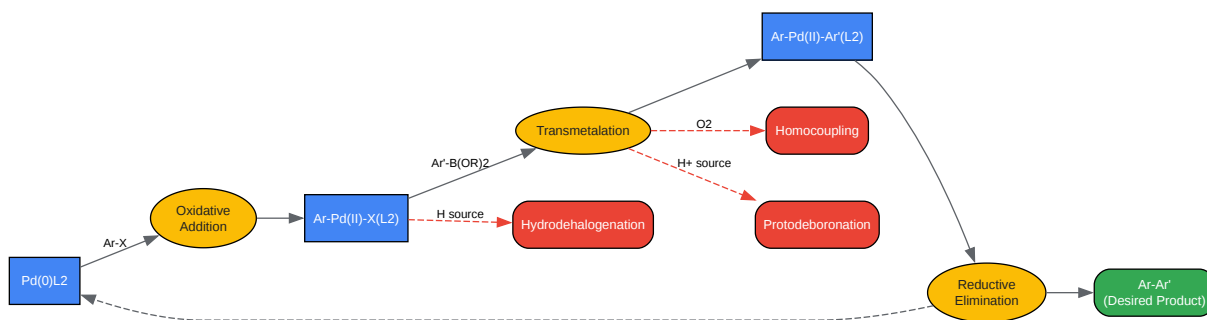 Ar-Pd(II)-Ar'(L2)
Transmetalation
O2
Homocoupling
Ar'-B(OR)2
H+ source
Oxidative
Addition
Ar-Pd(II)-X(L2)
H source
Hydrodehalogenation
Protodeboronation
Ar-X
Pd(0)L2
Reductive
Elimination
Ar-Ar'
(Desired Product)